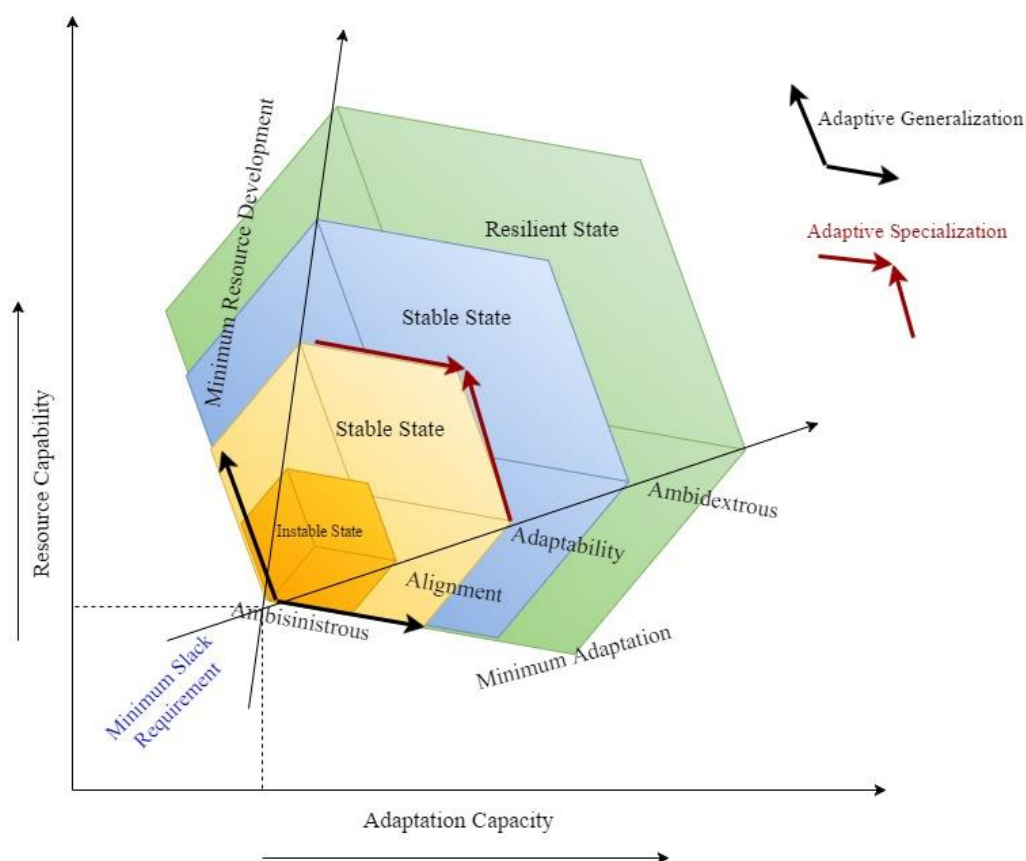 Minimum Resource Development
Adaptive Generalization
Adaptive Specialization
Resilient State
Stable State
Stable State
Instable State
Ambidextrous
Adaptability
Alignment
Ambisinistrous
Minimum Adaptation
Minimum Slack
Requirement
Resource Capability
Adaptation Capacity